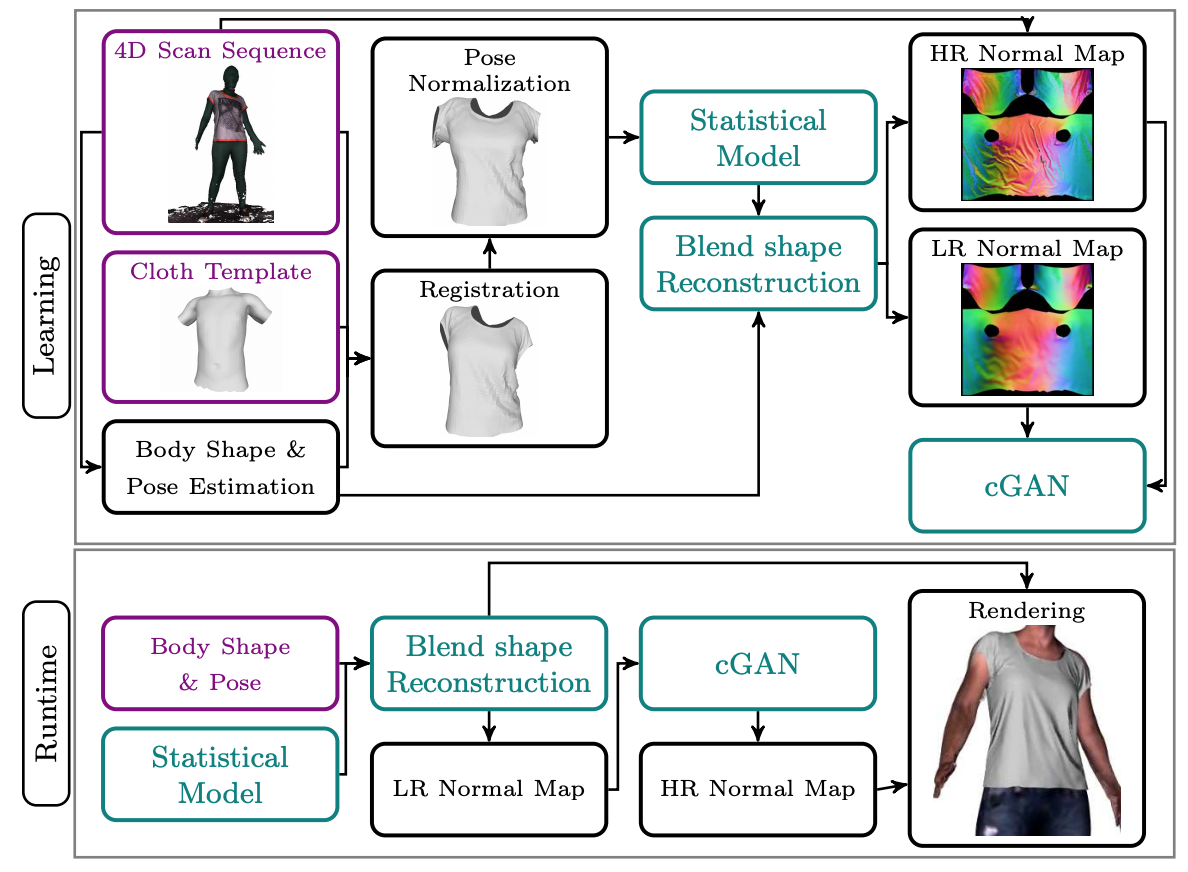 Learning
4D Scan Sequence
Cloth Template
Body Shape &
Pose Estimation
Pose
Normalization
Registration
Statistical
Model
Blend shape
Reconstruction
HR Normal Map
LR Normal Map
cGAN
Runtime
Body Shape
& Pose
Statistical
Model
Blend shape
Reconstruction
LR Normal Map
cGAN
HR Normal Map
Rendering